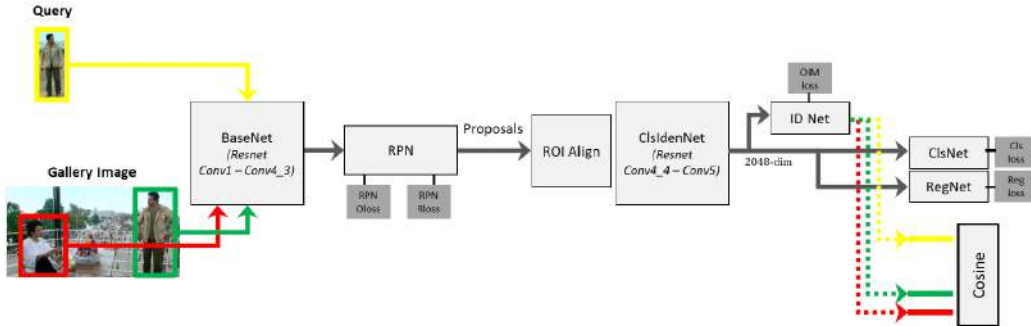 Query
Gallery Image
BaseNet
(Resnet
Conv1 – Conv4_3)
RPN
RPN
Oloss
RPN
Rloss
Proposals
ROI Align
ClsIdenNet
(Resnet
Conv4_4 – Conv5)
2048-dim
OIM
loss
ID Net
ClsNet
Cls
loss
RegNet
Reg
loss
Cosine